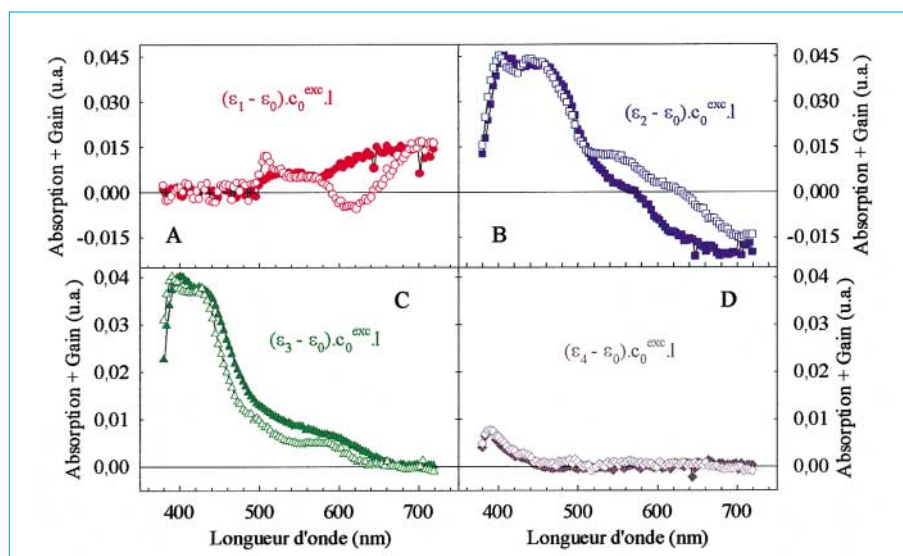 0,045
0,030
0,015
0,000
-0,015
Absorption + Gain (u.a.)
(ε₁ - ε₀).c₀ᵉˣᶜ.l
A
(ε₂ - ε₀).c₀ᵉˣᶜ.l
B
0,045
0,030
0,015
0,000
-0,015
Absorption + Gain (u.a.)
0,04
0,03
0,02
0,01
0,00
Absorption + Gain (u.a.)
C
(ε₃ - ε₀).c₀ᵉˣᶜ.l
D
(ε₄ - ε₀).c₀ᵉˣᶜ.l
0,04
0,03
0,02
0,01
0,00
Absorption + Gain (u.a.)
400 500 600 700 400 500 600 700
Longueur d'onde (nm) Longueur d'onde (nm)